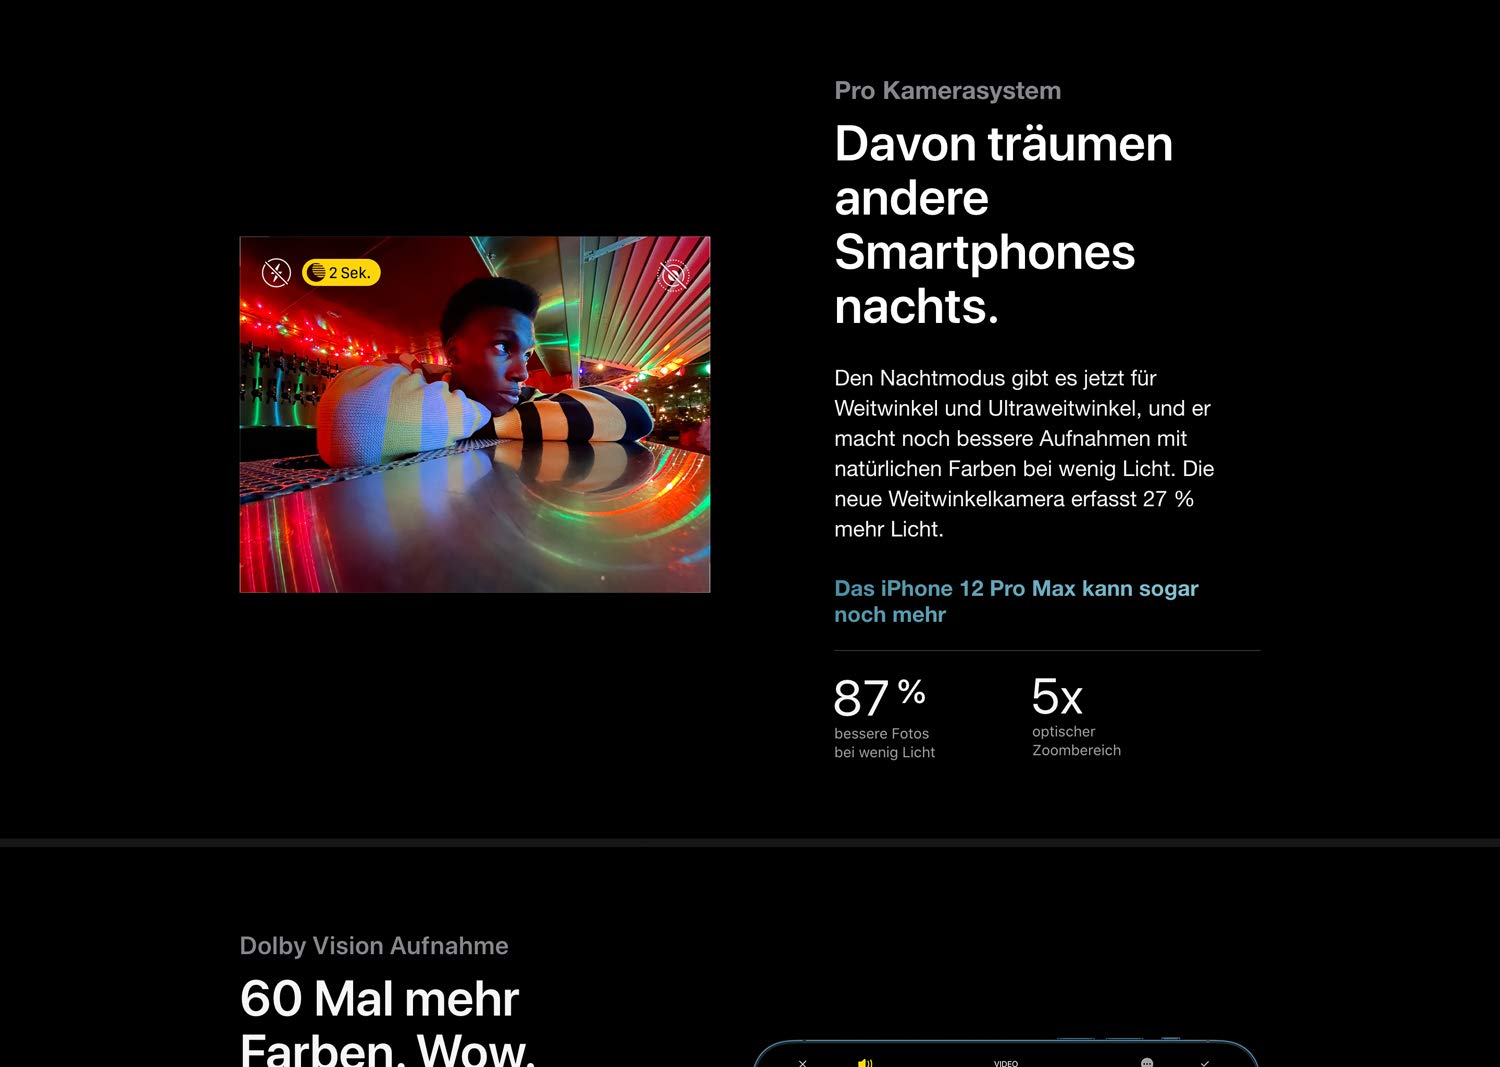 Pro Kamerasystem
Davon träumen
andere
Smartphones
nachts.
2 Sek.
Den Nachtmodus gibt es jetzt für
Weitwinkel und Ultraweitwinkel, und er
macht noch bessere Aufnahmen mit
natürlichen Farben bei wenig Licht. Die
neue Weitwinkelkamera erfasst 27 %
mehr Licht.
Das iPhone 12 Pro Max kann sogar
noch mehr
87 %
bessere Fotos
bei wenig Licht
5x
optischer
Zoombereich
Dolby Vision Aufnahme
60 Mal mehr
Farben. Wow.
VIDEO